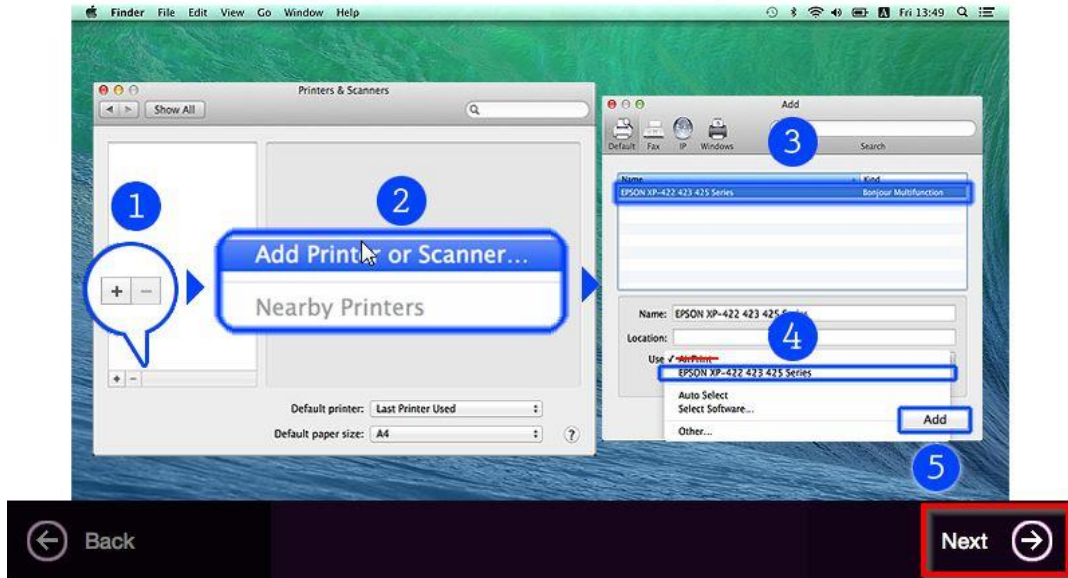 Finder File Edit View Go Window Help
Fri 13:49
Printers & Scanners
Show All
1
+ −
2
Add Printer or Scanner...
Nearby Printers
+ −
Default printer: Last Printer Used
Default paper size: A4
?
Add
Default Fax IP Windows
3
Search
Name Kind
EPSON XP-422 423 425 Series Bonjour Multifunction
Name: EPSON XP-422 423 425
4
Location:
Use ✓ AirPrint
EPSON XP-422 423 425 Series
Auto Select
Select Software...
Other...
Add
5
Back
Next